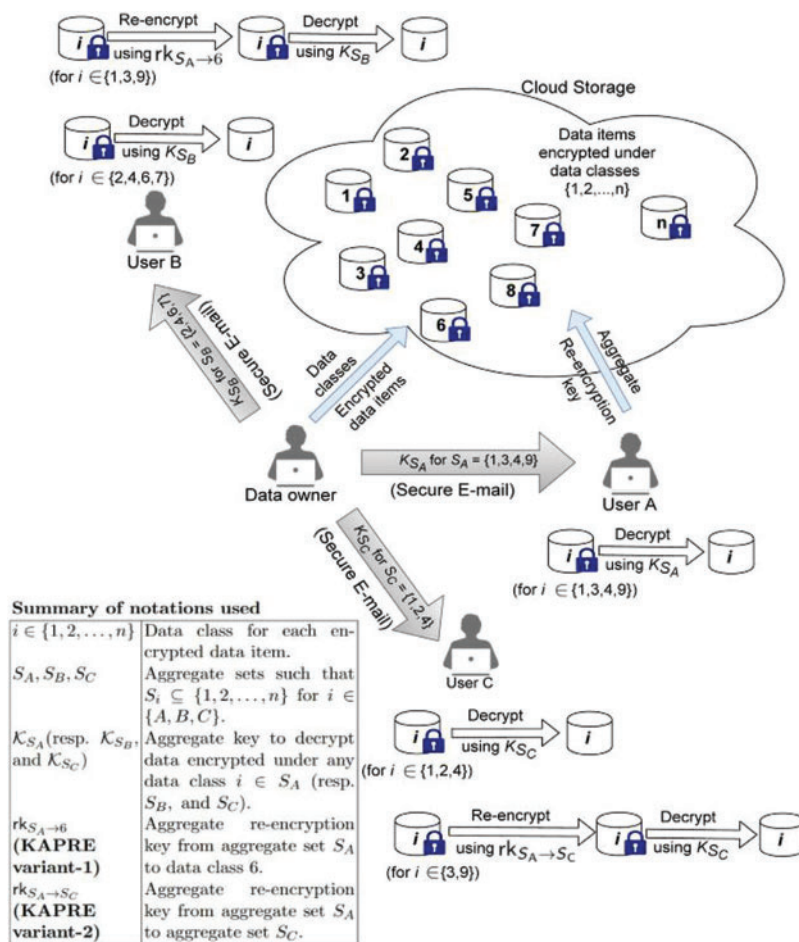 Re-encrypt
using rk_{S_A→6}
Decrypt
using K_{S_B}
i
i
i
(for i ∈{1,3,9})
Decrypt
using K_{S_B}
i
i
(for i ∈ {2,4,6,7})
User B
Cloud Storage
Data items
encrypted under
data classes
{1,2,...,n}
2
1
5
7
n
4
3
8
6
K_{S_B} for S_B = {2,4,6,7}
(Secure E-mail)
Data
classes
Encrypted
data items
Aggregate
Re-encryption
key
Data owner
K_{S_A} for S_A = {1,3,4,9}
(Secure E-mail)
User A
Decrypt
using K_{S_A}
i
i
(for i ∈ {1,3,4,9})
K_{S_C} for S_C = {1,2,4}
(Secure E-mail)
User C
Decrypt
using K_{S_C}
i
i
(for i ∈{1,2,4})
Re-encrypt
using rk_{S_A→S_C}
Decrypt
using K_{S_C}
i
i
i
(for i ∈{3,9})
Summary of notations used
i ∈ {1, 2, . . . , n} Data class for each en-
crypted data item.
S_A, S_B, S_C Aggregate sets such that
S_i ⊆ {1, 2, . . . , n} for i ∈
{A, B, C}.
K_{S_A}(resp. K_{S_B}, Aggregate key to decrypt
and K_{S_C}) data encrypted under any
data class i ∈ S_A (resp.
S_B, and S_C).
rk_{S_A→6} Aggregate re-encryption
(KAPRE key from aggregate set S_A
variant-1) to data class 6.
rk_{S_A→S_C} Aggregate re-encryption
(KAPRE key from aggregate set S_A
variant-2) to aggregate set S_C.